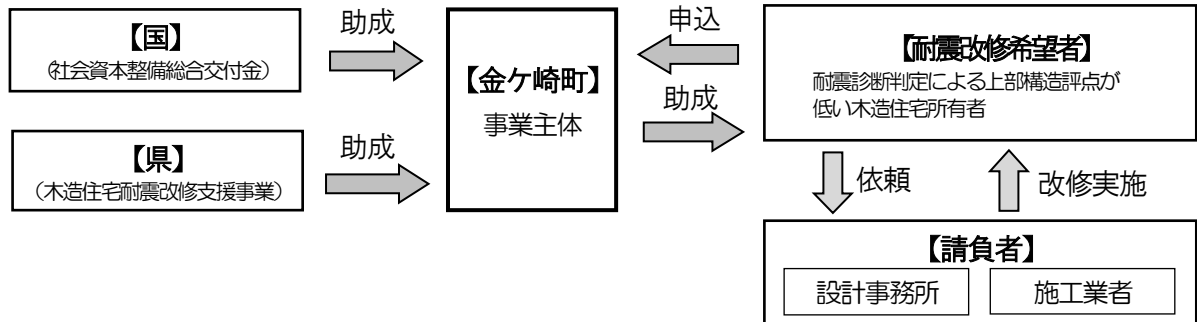 【国】
（社会資本整備総合交付金）
助成
【県】
（木造住宅耐震改修支援事業）
助成
【金ケ崎町】
事業主体
申込
助成
【耐震改修希望者】
耐震診断判定による上部構造評点が
低い木造住宅所有者
依頼
改修実施
【請負者】
設計事務所
施工業者